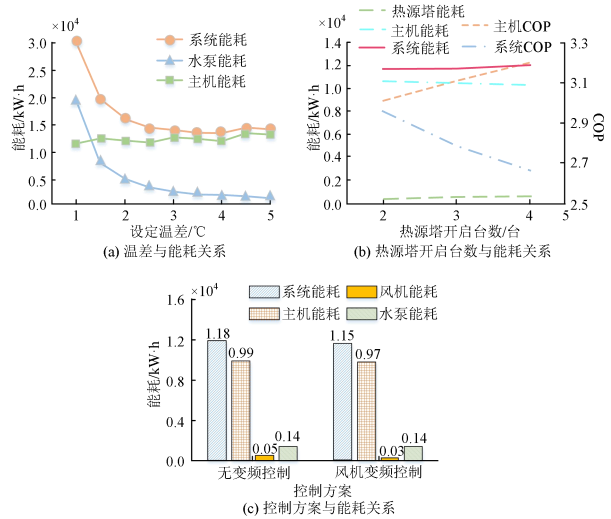 ×10⁴
3.0
2.5
2.0
1.5
1.0
0.5
0.0
能耗/kW·h
系统能耗
水泵能耗
主机能耗
1 2 3 4 5
设定温差/℃
(a) 温差与能耗关系
热源塔能耗 主机COP
主机能耗 系统COP
系统能耗
×10⁴
1.4
1.2
1.0
0.8
0.6
0.4
0.2
0
能耗/kW·h
3.3
3.1
2.9
2.7
2.5
COP
2 3 4 5
热源塔开启台数/台
(b) 热源塔开启台数与能耗关系
×10⁴
系统能耗 风机能耗
主机能耗 水泵能耗
1.6
1.2
0.8
0.4
0.0
能耗/kW·h
1.18 0.99 0.05 0.14
1.15 0.97 0.03 0.14
无变频控制 风机变频控制
控制方案
(c) 控制方案与能耗关系